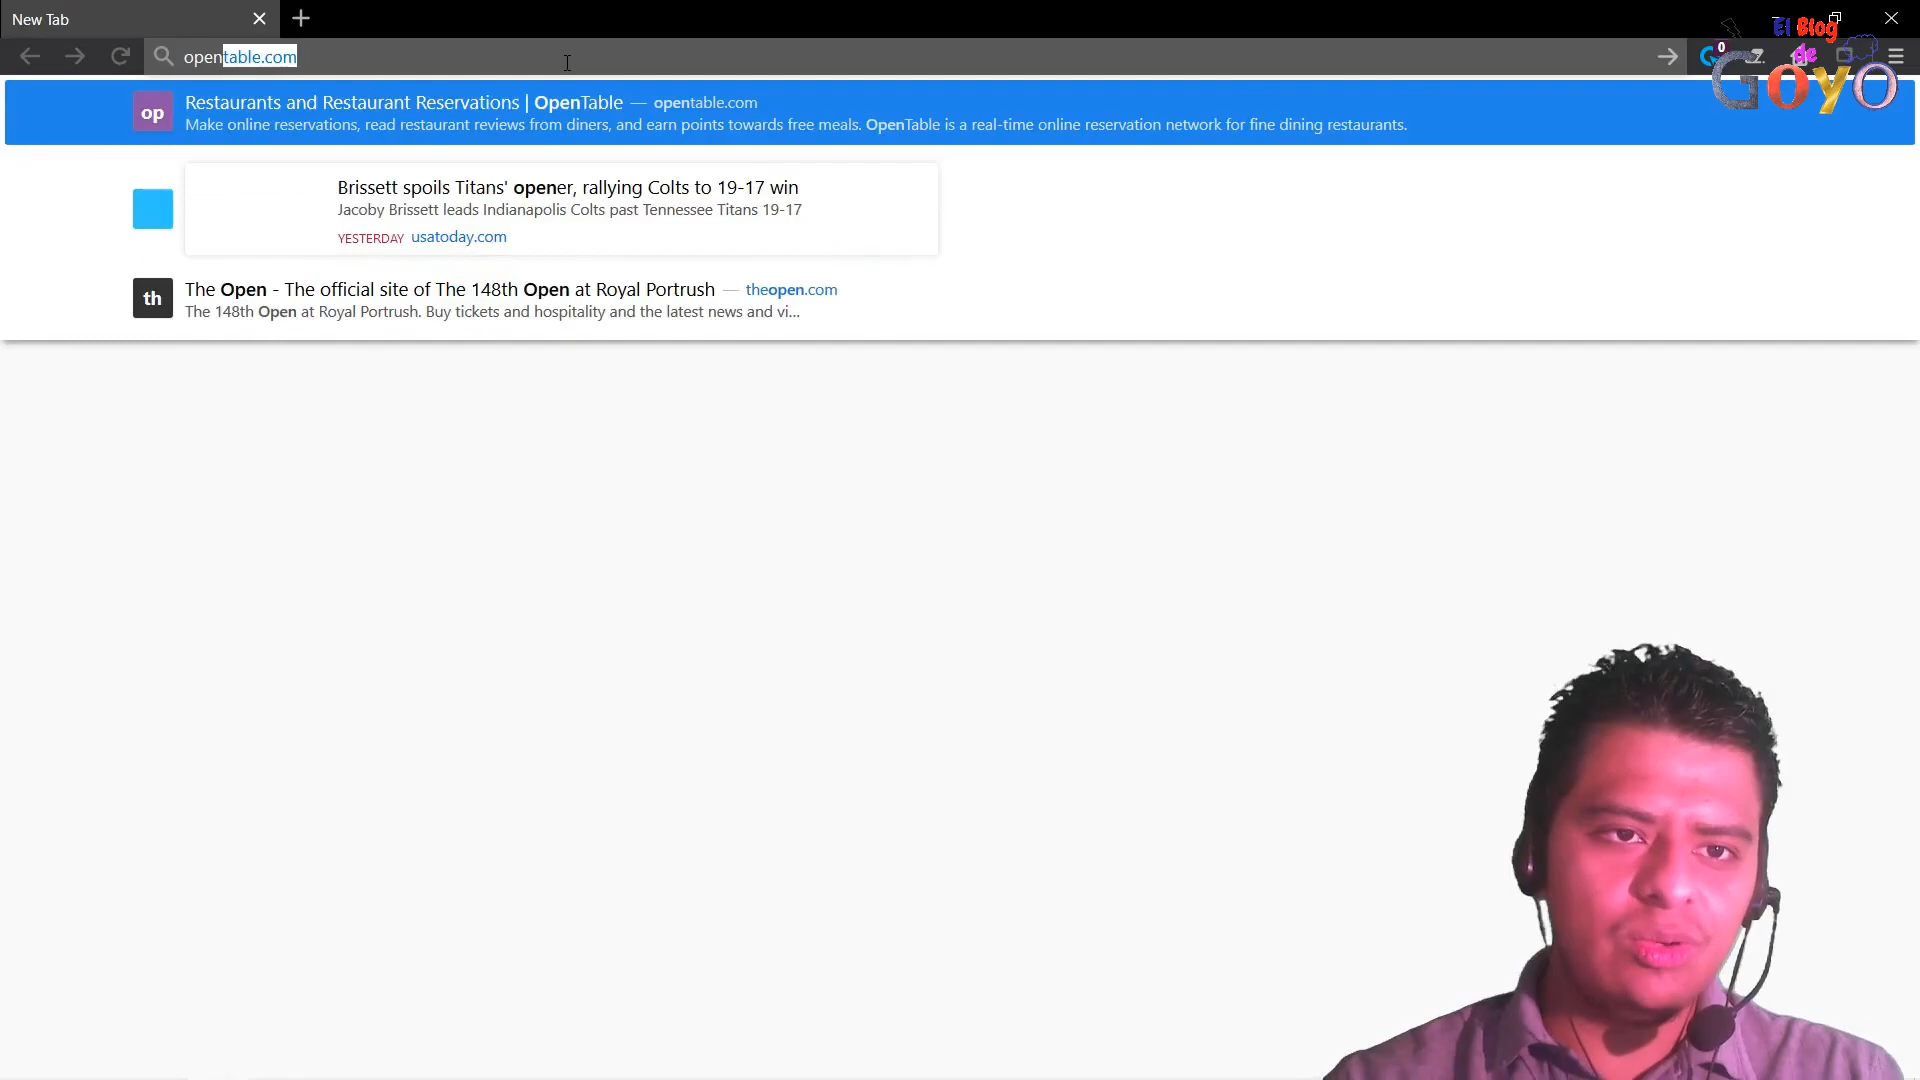 New Tab
opentable.com
0
El Blog
de
GOyO
op
Restaurants and Restaurant Reservations | OpenTable — opentable.com
Make online reservations, read restaurant reviews from diners, and earn points towards free meals. OpenTable is a real-time online reservation network for fine dining restaurants.
Brissett spoils Titans' opener, rallying Colts to 19-17 win
Jacoby Brissett leads Indianapolis Colts past Tennessee Titans 19-17
YESTERDAY usatoday.com
th
The Open - The official site of The 148th Open at Royal Portrush — theopen.com
The 148th Open at Royal Portrush. Buy tickets and hospitality and the latest news and vi...